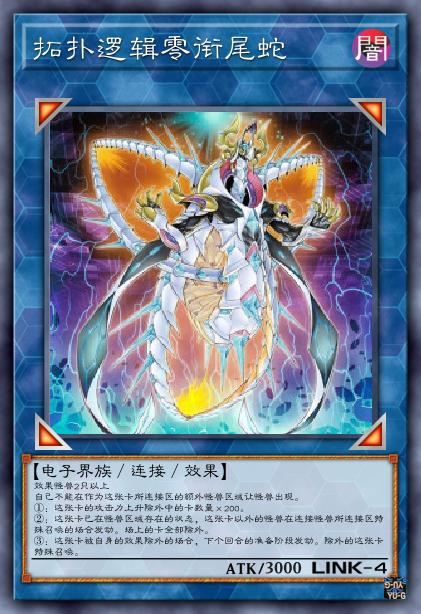 拓扑逻辑零衔尾蛇
闇
【电子界族／连接／效果】
效果怪兽2只以上
自己不能在作为这张卡所连接区的额外怪兽区域让怪兽出现。
①：这张卡的攻击力上升除外中的卡数量×200。
②：这张卡已在怪兽区域存在的状态，这张卡以外的怪兽在连接怪兽所连接区特
殊召唤的场合发动。场上的卡全部除外。
③：这张卡被自身的效果除外的场合，下个回合的准备阶段发动。除外的这张卡
特殊召唤。
ATK/3000 LINK-4